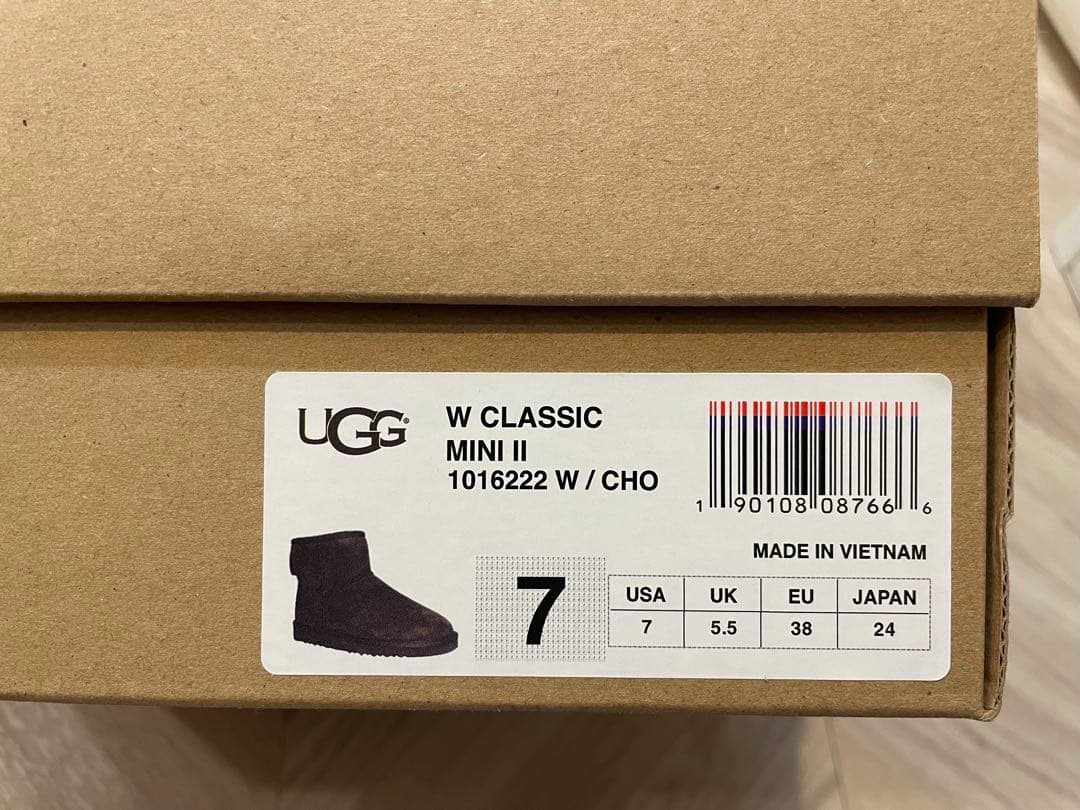 UGG®
W CLASSIC
MINI II
1016222 W / CHO
1 90108 08766 6
MADE IN VIETNAM
7
USA UK EU JAPAN
7 5.5 38 24